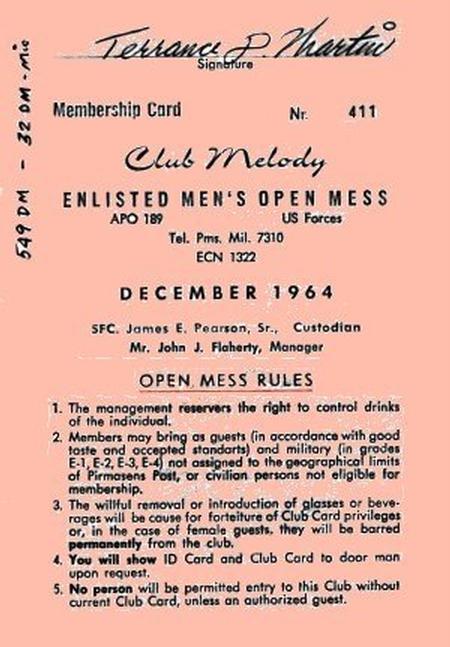 Terrance P. Martin
Signature
549 DM - 32 DM - Mic
Membership Card Nr. 411
Club Melody
ENLISTED MEN'S OPEN MESS
APO 189 US Forces
Tel. Pms. Mil. 7310
ECN 1322
DECEMBER 1964
SFC. James E. Pearson, Sr., Custodian
Mr. John J. Flaherty, Manager
OPEN MESS RULES
1. The management reservers the right to control drinks
of the individual.
2. Members may bring as guests (in accordance with good
taste and accepted standarts) and military (in grades
E-1, E-2, E-3, E-4) not assigned to the geographical limits
of Pirmasens Post, or civilian persons not eligible for
membership.
3. The willful removal or introduction of glasses or beve-
rages will be cause for forteiture of Club Card privileges
or, in the case of female guests, they will be barred
permanently from the club.
4. You will show ID Card and Club Card to door man
upon request.
5. No person will be permitted entry to this Club without
current Club Card, unless an authorized guest.